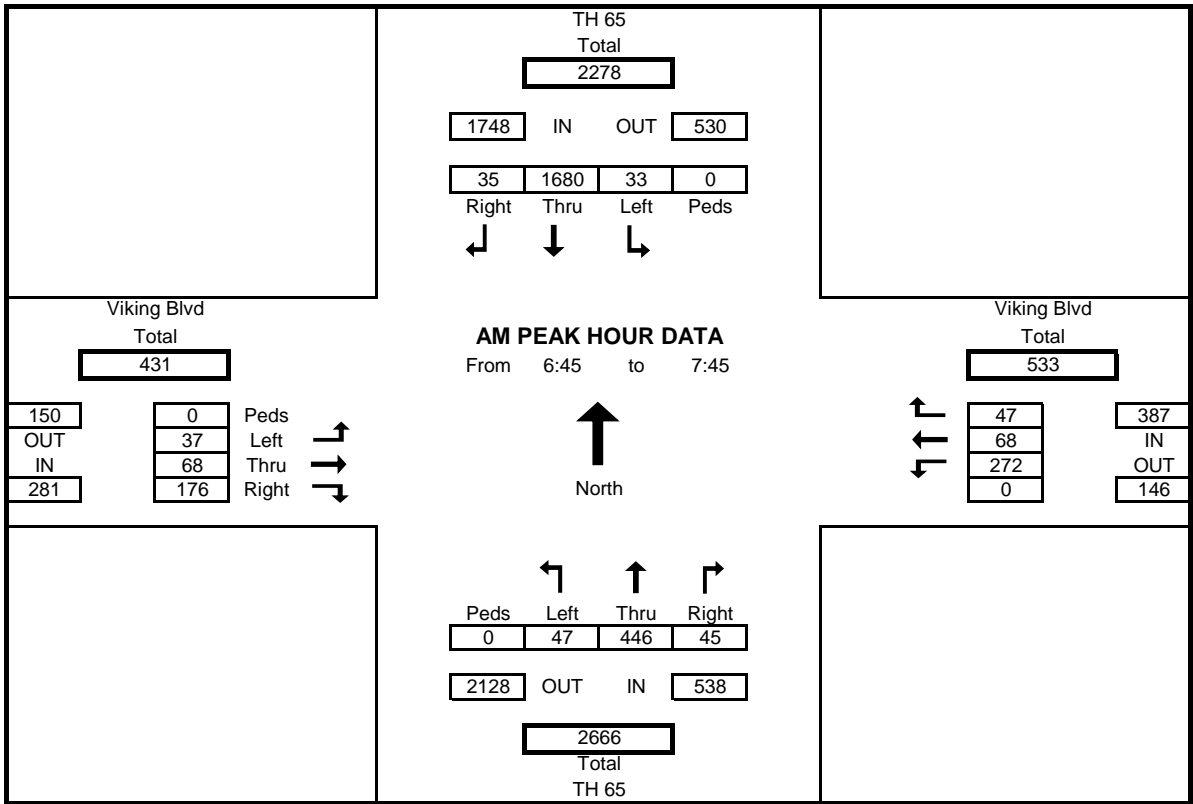 TH 65
Total
2278
1748 IN OUT 530
35 1680 33 0
Right Thru Left Peds
Viking Blvd
Total
431
150 0 Peds
OUT 37 Left
IN 68 Thru
281 176 Right
AM PEAK HOUR DATA
From 6:45 to 7:45
North
Viking Blvd
Total
533
47 387
68 IN
272 OUT
0 146
Peds Left Thru Right
0 47 446 45
2128 OUT IN 538
2666
Total
TH 65